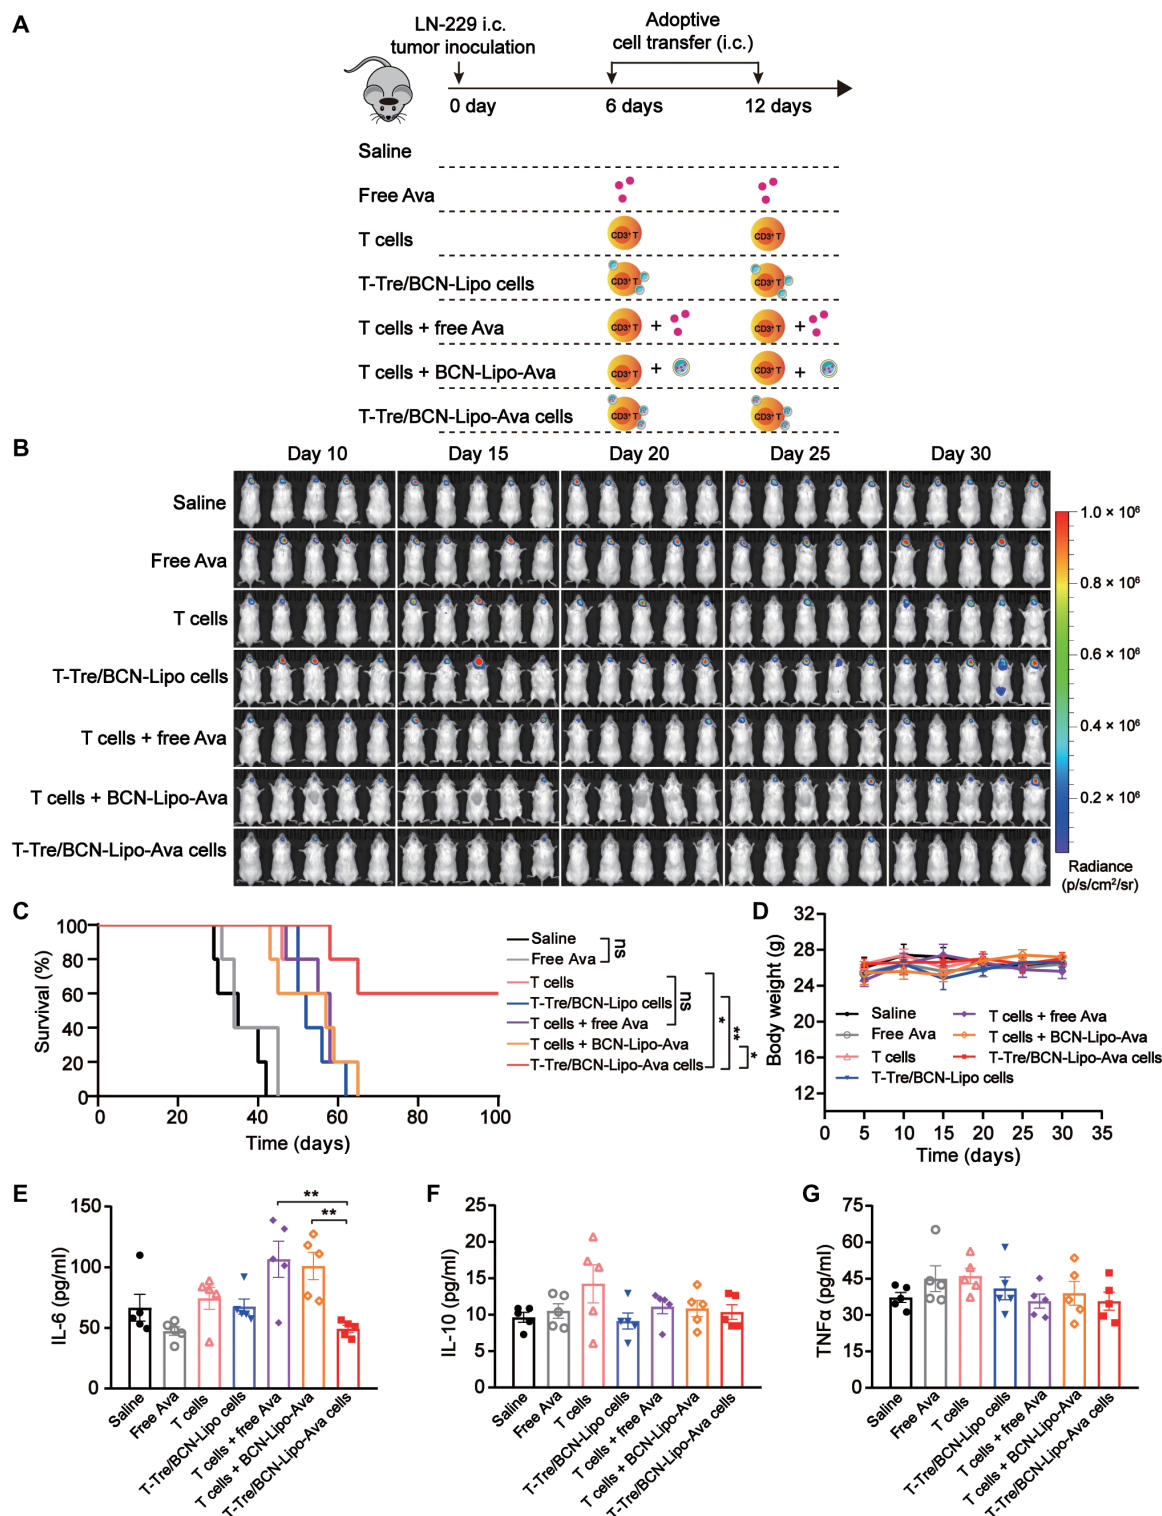 A
LN-229 i.c.
tumor inoculation
Adoptive
cell transfer (i.c.)
0 day
6 days
12 days
Saline
Free Ava
T cells
CD3⁺ T
CD3⁺ T
T-Tre/BCN-Lipo cells
CD3⁺ T
CD3⁺ T
T cells + free Ava
CD3⁺ T
+
CD3⁺ T
+
T cells + BCN-Lipo-Ava
CD3⁺ T
+
CD3⁺ T
+
T-Tre/BCN-Lipo-Ava cells
CD3⁺ T
CD3⁺ T
B
Day 10
Day 15
Day 20
Day 25
Day 30
Saline
Free Ava
T cells
T-Tre/BCN-Lipo cells
T cells + free Ava
T cells + BCN-Lipo-Ava
T-Tre/BCN-Lipo-Ava cells
1.0 × 10⁶
0.8 × 10⁶
0.6 × 10⁶
0.4 × 10⁶
0.2 × 10⁶
Radiance
(p/s/cm²/sr)
C
Survival (%)
100
80
60
40
20
0
0
20
40
60
80
100
Time (days)
Saline
Free Ava
T cells
T-Tre/BCN-Lipo cells
T cells + free Ava
T cells + BCN-Lipo-Ava
T-Tre/BCN-Lipo-Ava cells
ns
ns
*
**
*
D
Body weight (g)
32
28
24
20
16
12
0
5
10
15
20
25
30
35
Time (days)
Saline
Free Ava
T cells
T-Tre/BCN-Lipo cells
T cells + free Ava
T cells + BCN-Lipo-Ava
T-Tre/BCN-Lipo-Ava cells
E
IL-6 (pg/ml)
150
100
50
0
**
**
Saline
Free Ava
T cells
T-Tre/BCN-Lipo cells
T cells + free Ava
T cells + BCN-Lipo-Ava
T-Tre/BCN-Lipo-Ava cells
F
IL-10 (pg/ml)
25
20
15
10
5
0
Saline
Free Ava
T cells
T-Tre/BCN-Lipo cells
T cells + free Ava
T cells + BCN-Lipo-Ava
T-Tre/BCN-Lipo-Ava cells
G
TNFα (pg/ml)
75
60
45
30
15
0
Saline
Free Ava
T cells
T-Tre/BCN-Lipo cells
T cells + free Ava
T cells + BCN-Lipo-Ava
T-Tre/BCN-Lipo-Ava cells